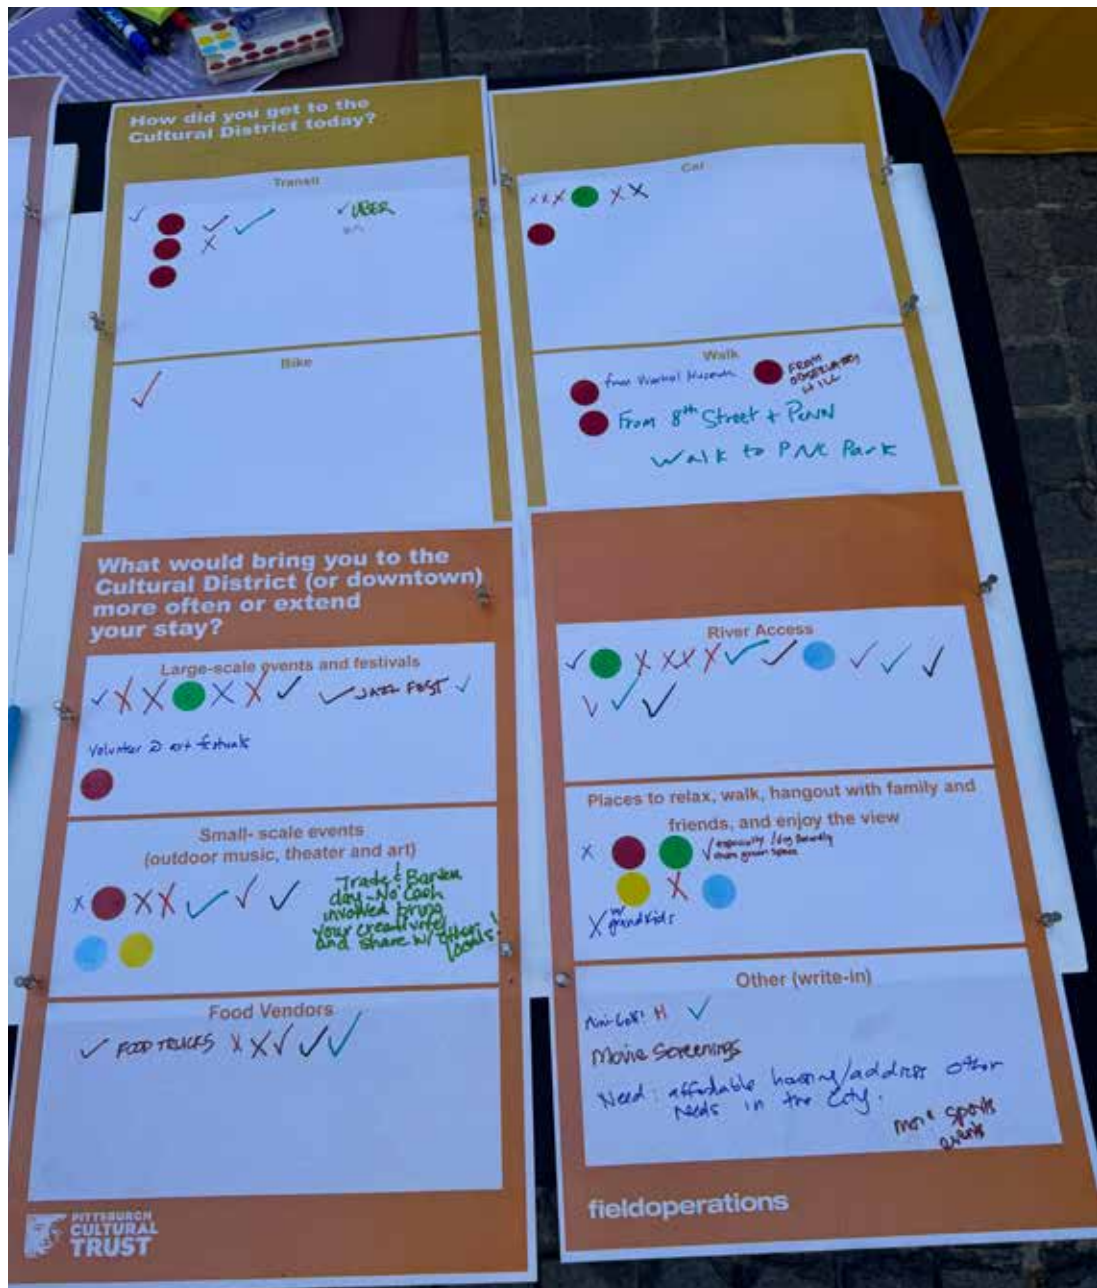 How did you get to the
Cultural District today?
Transit
UBER
Bike
Car
Walk
from Warhol Museum
FROM
OBSERVATORY
HILL
From 8th Street + PENN
Walk to PNC Park
What would bring you to the
Cultural District (or downtown)
more often or extend
your stay?
Large-scale events and festivals
JAZZ FEST
Volunteer @ art festivals
Small- scale events
(outdoor music, theater and art)
Trade & Barter
day - No Cash
involved bring
your creativity
and share w/ other
locals!
Food Vendors
FOOD TRUCKS
PITTSBURGH
CULTURAL
TRUST
River Access
Places to relax, walk, hangout with family and
friends, and enjoy the view
especially /dog friendly
green space
w/
grandkids
Other (write-in)
Mini-Golf!
Movie Screenings
Need: affordable housing/address other
needs in the City.
more sports
events
fieldoperations